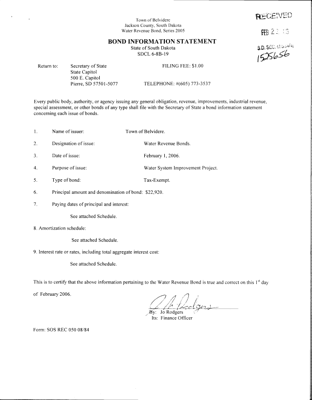 Town of Belvidere
Jackson County, South Dakota
Water Revenue Bond, Series 2005
RECEIVED
FEB 2
1525656
BOND INFORMATION STATEMENT
State of South Dakota
SDCL 6-8B-19
Return to: Secretary of State FILING FEE: $1.00
State Capitol
500 E. Capitol
Pierre, SD 57501-5077 TELEPHONE: #(605) 773-3537
Every public body, authority, or agency issuing any general obligation, revenue, improvements, industrial revenue,
special assessment, or other bonds of any type shall file with the Secretary of State a bond information statement
concerning each issue of bonds.
1. Name of issuer: Town of Belvidere.
2. Designation of issue: Water Revenue Bonds.
3. Date of issue: February 1, 2006.
4. Purpose of issue: Water System Improvement Project.
5. Type of bond: Tax-Exempt.
6. Principal amount and denomination of bond: $22,920.
7. Paying dates of principal and interest:
See attached Schedule.
8. Amortization schedule:
See attached Schedule.
9. Interest rate or rates, including total aggregate interest cost:
See attached Schedule.
This is to certify that the above information pertaining to the Water Revenue Bond is true and correct on this 1st day
of February 2006.
By: Jo Rodgers
Its: Finance Officer
Form: SOS REC 050 08/84